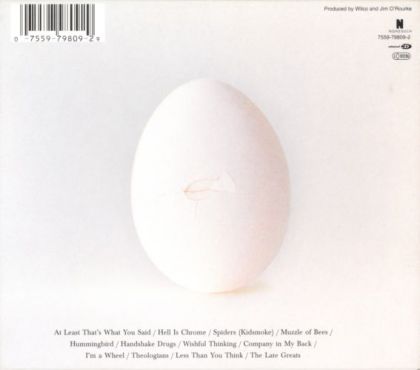 Produced by Wilco and Jim O'Rourke
N
NONESUCH
7559-79809-2
0 7559-79809-2 9
At Least That's What You Said / Hell Is Chrome / Spiders (Kidsmoke) / Muzzle of Bees /
Hummingbird / Handshake Drugs / Wishful Thinking / Company in My Back /
I'm a Wheel / Theologians / Less Than You Think / The Late Greats